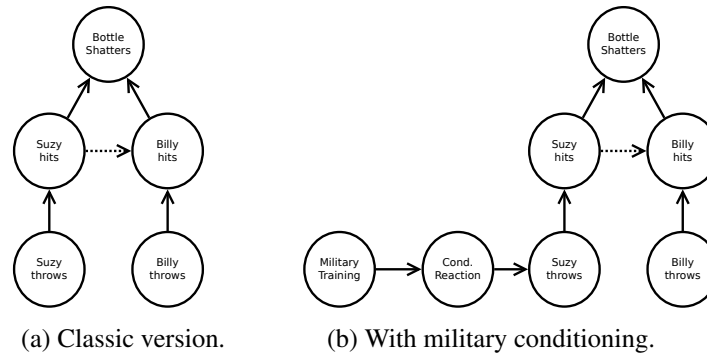 Bottle
Shatters
Suzy
hits
Billy
hits
Suzy
throws
Billy
throws
(a) Classic version.
Bottle
Shatters
Suzy
hits
Billy
hits
Military
Training
Cond.
Reaction
Suzy
throws
Billy
throws
(b) With military conditioning.